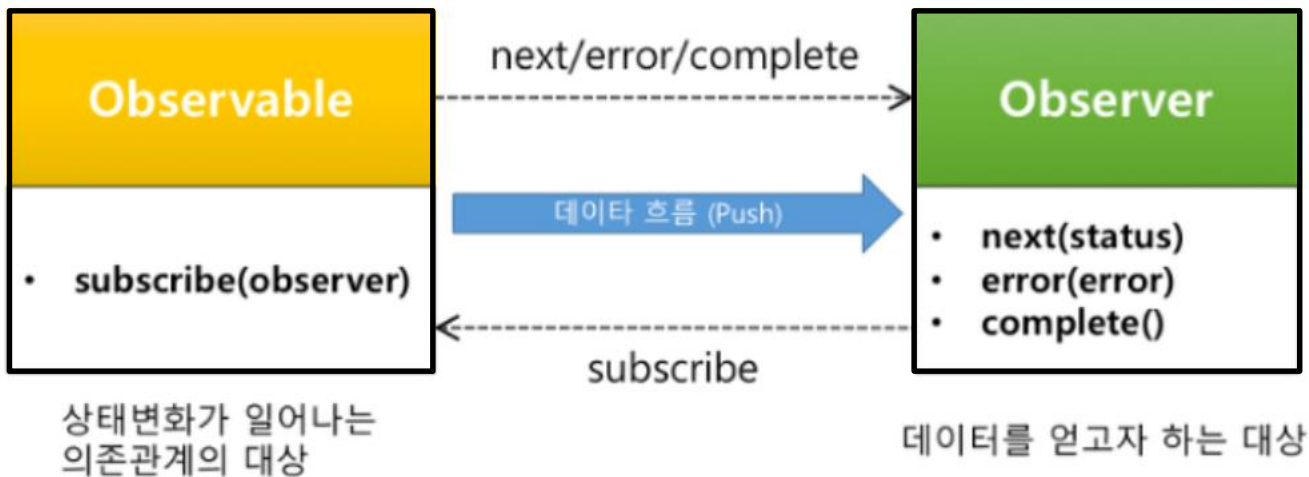 Observable
next/error/complete
Observer
데이타 흐름 (Push)
• subscribe(observer)
• next(status)
• error(error)
• complete()
subscribe
상태변화가 일어나는
의존관계의 대상
데이터를 얻고자 하는 대상